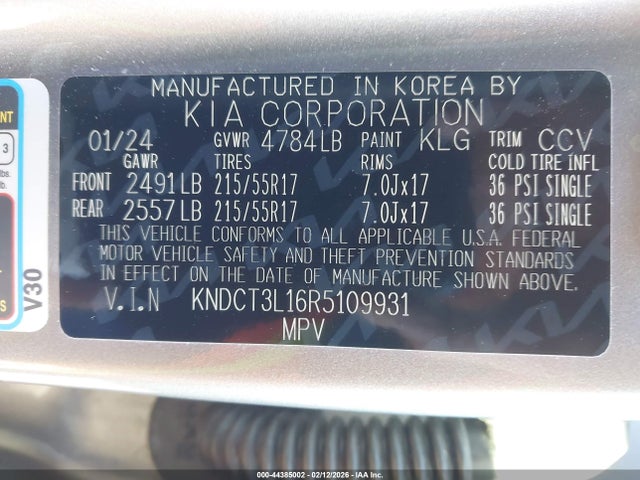 MANUFACTURED IN KOREA BY
KIA CORPORATION
01/24 GVWR 4784LB PAINT KLG TRIM CCV
GAWR TIRES RIMS COLD TIRE INFL
FRONT 2491LB 215/55R17 7.0Jx17 36 PSI SINGLE
REAR 2557LB 215/55R17 7.0Jx17 36 PSI SINGLE
THIS VEHICLE CONFORMS TO ALL APPLICABLE U.S.A. FEDERAL
MOTOR VEHICLE SAFETY AND THEFT PREVENTION STANDARDS
IN EFFECT ON THE DATE OF MANUFACTURE SHOWN ABOVE.
V.I.N KNDCT3L16R5109931
MPV
3
V30
000-44385002 - 02/12/2026 - IAA Inc.